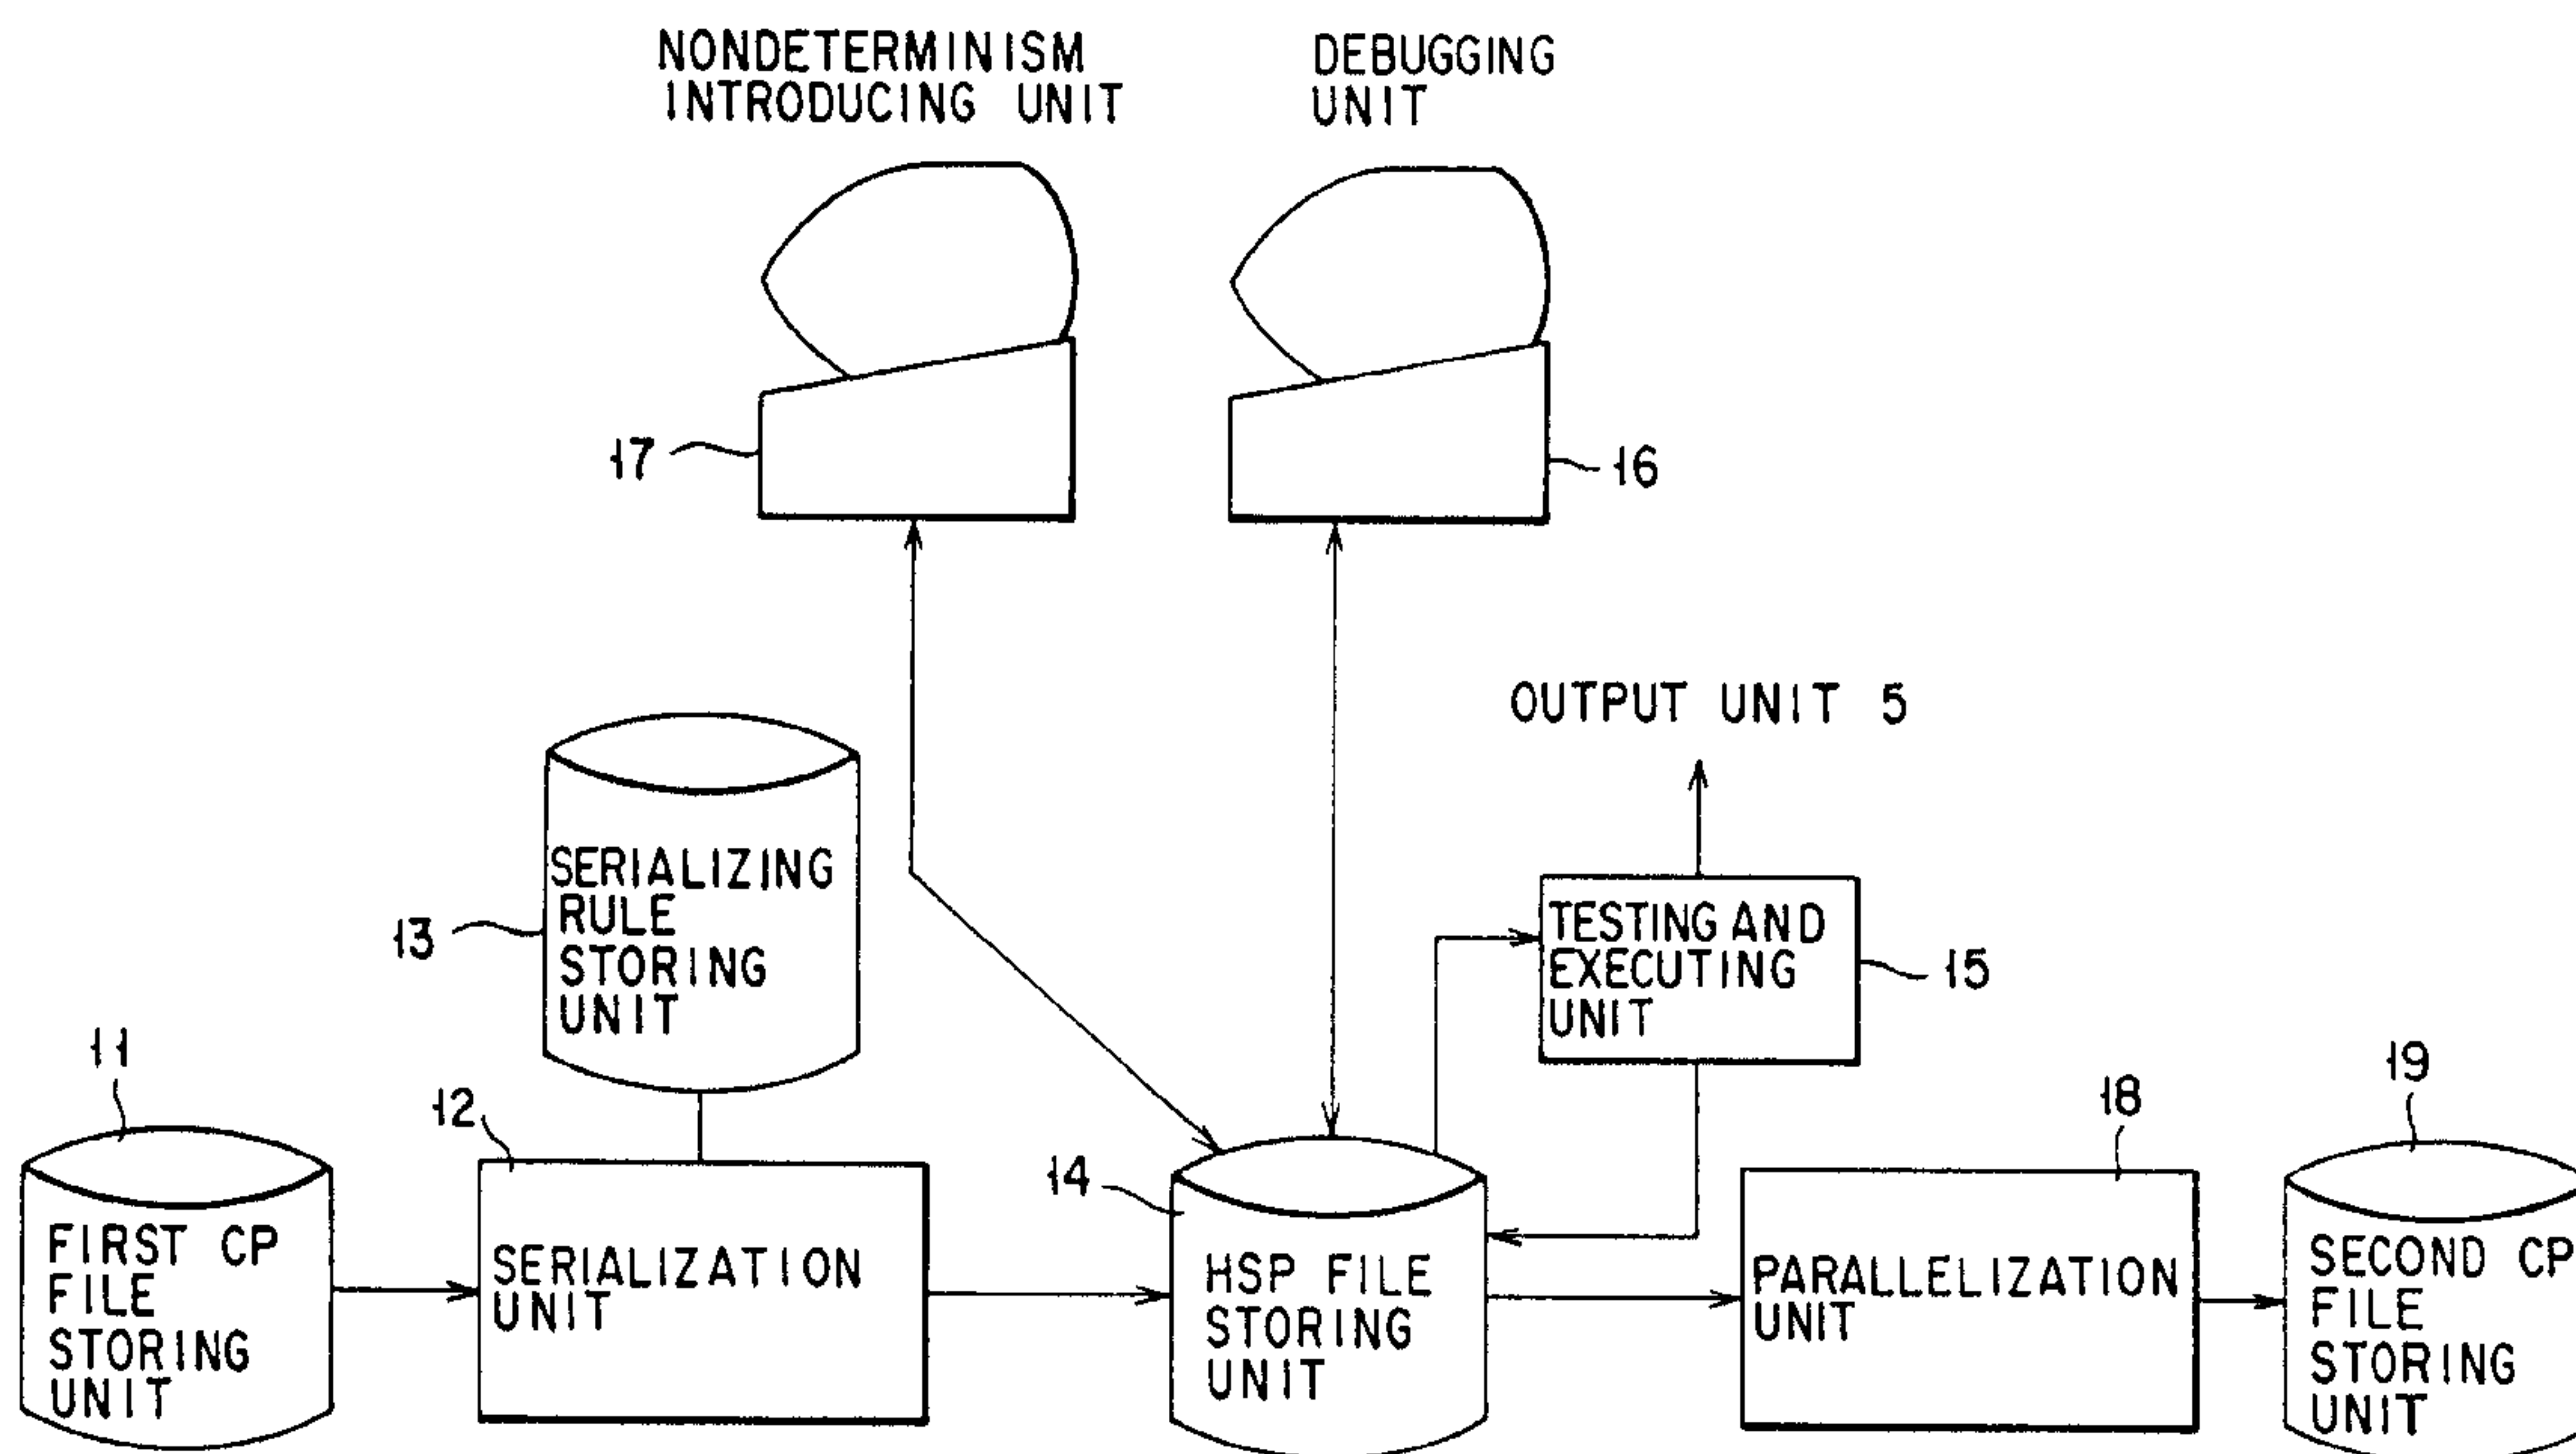 NONDETERMINISM
INTRODUCING UNIT
DEBUGGING
UNIT
17
16
OUTPUT UNIT 5
SERIALIZING
RULE
STORING
UNIT
13
TESTING AND
EXECUTING
UNIT
15
11
12
14
18
19
FIRST CP
FILE
STORING
UNIT
SERIALIZATION
UNIT
HSP FILE
STORING
UNIT
PARALLELIZATION
UNIT
SECOND CP
FILE
STORING
UNIT